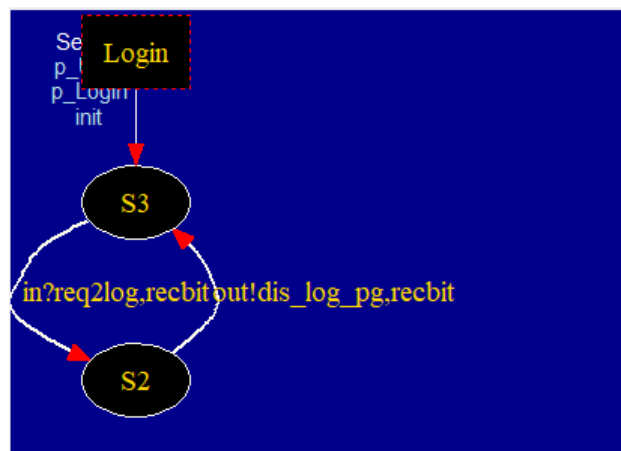 Login
p_Login
init
S3
in?req2log,recbit out!dis_log_pg,recbit
S2